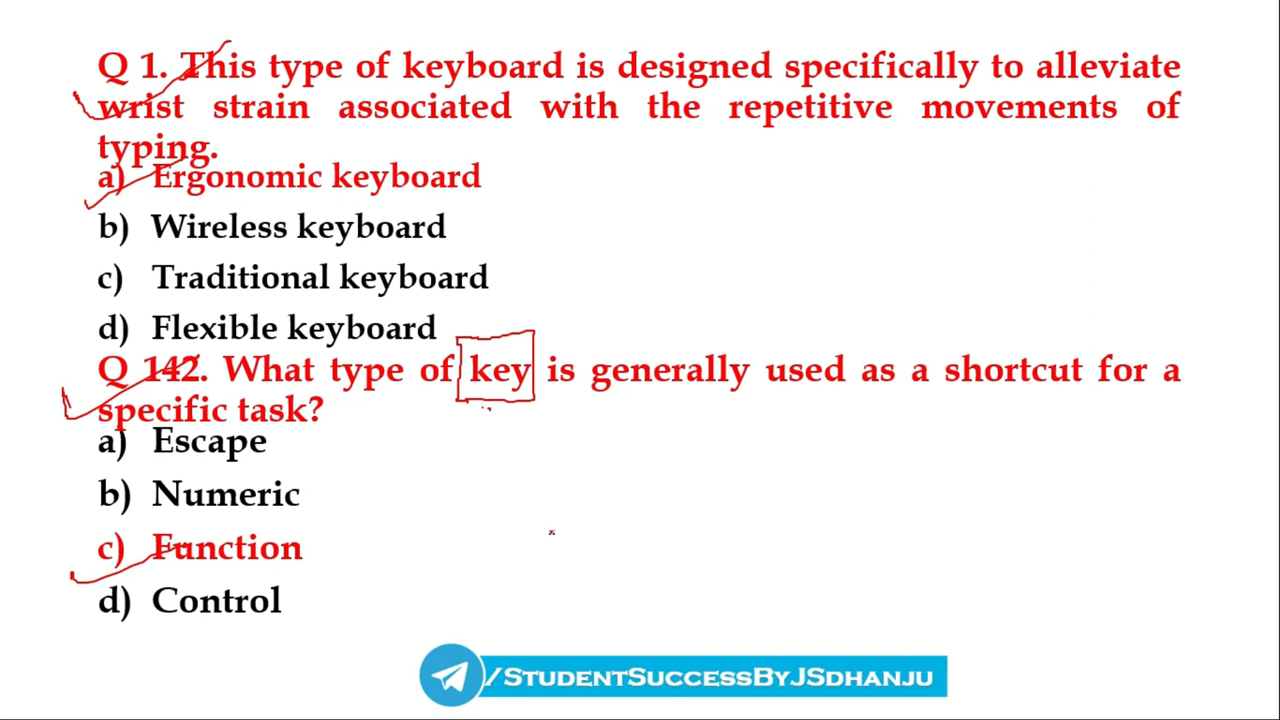 Q 1. This type of keyboard is designed specifically to alleviate
wrist strain associated with the repetitive movements of
typing.
a) Ergonomic keyboard
b) Wireless keyboard
c) Traditional keyboard
d) Flexible keyboard
Q 142. What type of key is generally used as a shortcut for a
specific task?
a) Escape
b) Numeric
c) Function
d) Control
/StudentSuccessByJSdhanju